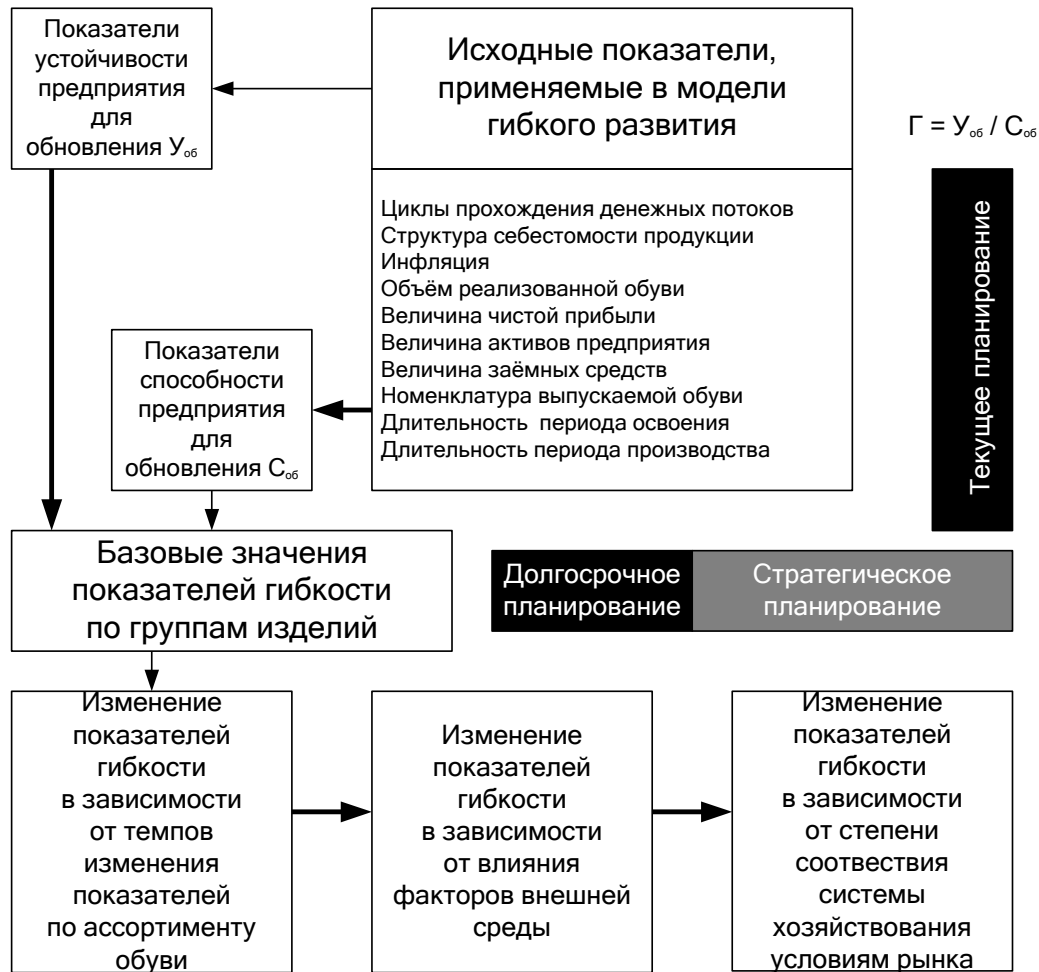 Показатели
устойчивости
предприятия
для
обновления Уоб
Исходные показатели,
применяемые в модели
гибкого развития
Г = Уоб / Соб
Циклы прохождения денежных потоков
Структура себестомости продукции
Инфляция
Объём реализованной обуви
Величина чистой прибыли
Величина активов предприятия
Величина заёмных средств
Номенклатура выпускаемой обуви
Длительность периода освоения
Длительность периода производства
Текущее планирование
Показатели
способности
предприятия
для
обновления Соб
Базовые значения
показателей гибкости
по группам изделий
Долгосрочное
планирование
Стратегическое
планирование
Изменение
показателей
гибкости
в зависимости
от темпов
изменения
показателей
по ассортименту
обуви
Изменение
показателей
гибкости
в зависимости
от влияния
факторов внешней
среды
Изменение
показателей
гибкости
в зависимости
от степени
соотвествия
системы
хозяйствования
условиям рынка